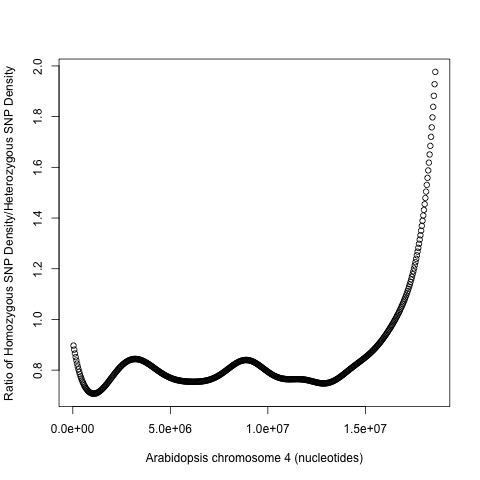 Ratio of Homozygous SNP Density/Heterozygous SNP Density
2.0
1.8
1.6
1.4
1.2
1.0
0.8
0.0e+00 5.0e+06 1.0e+07 1.5e+07
Arabidopsis chromosome 4 (nucleotides)